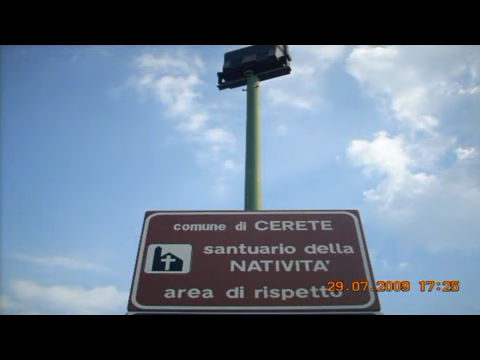 comune di CERETE
santuario della
NATIVITA'
area di rispetto
29.07.2009 17:25